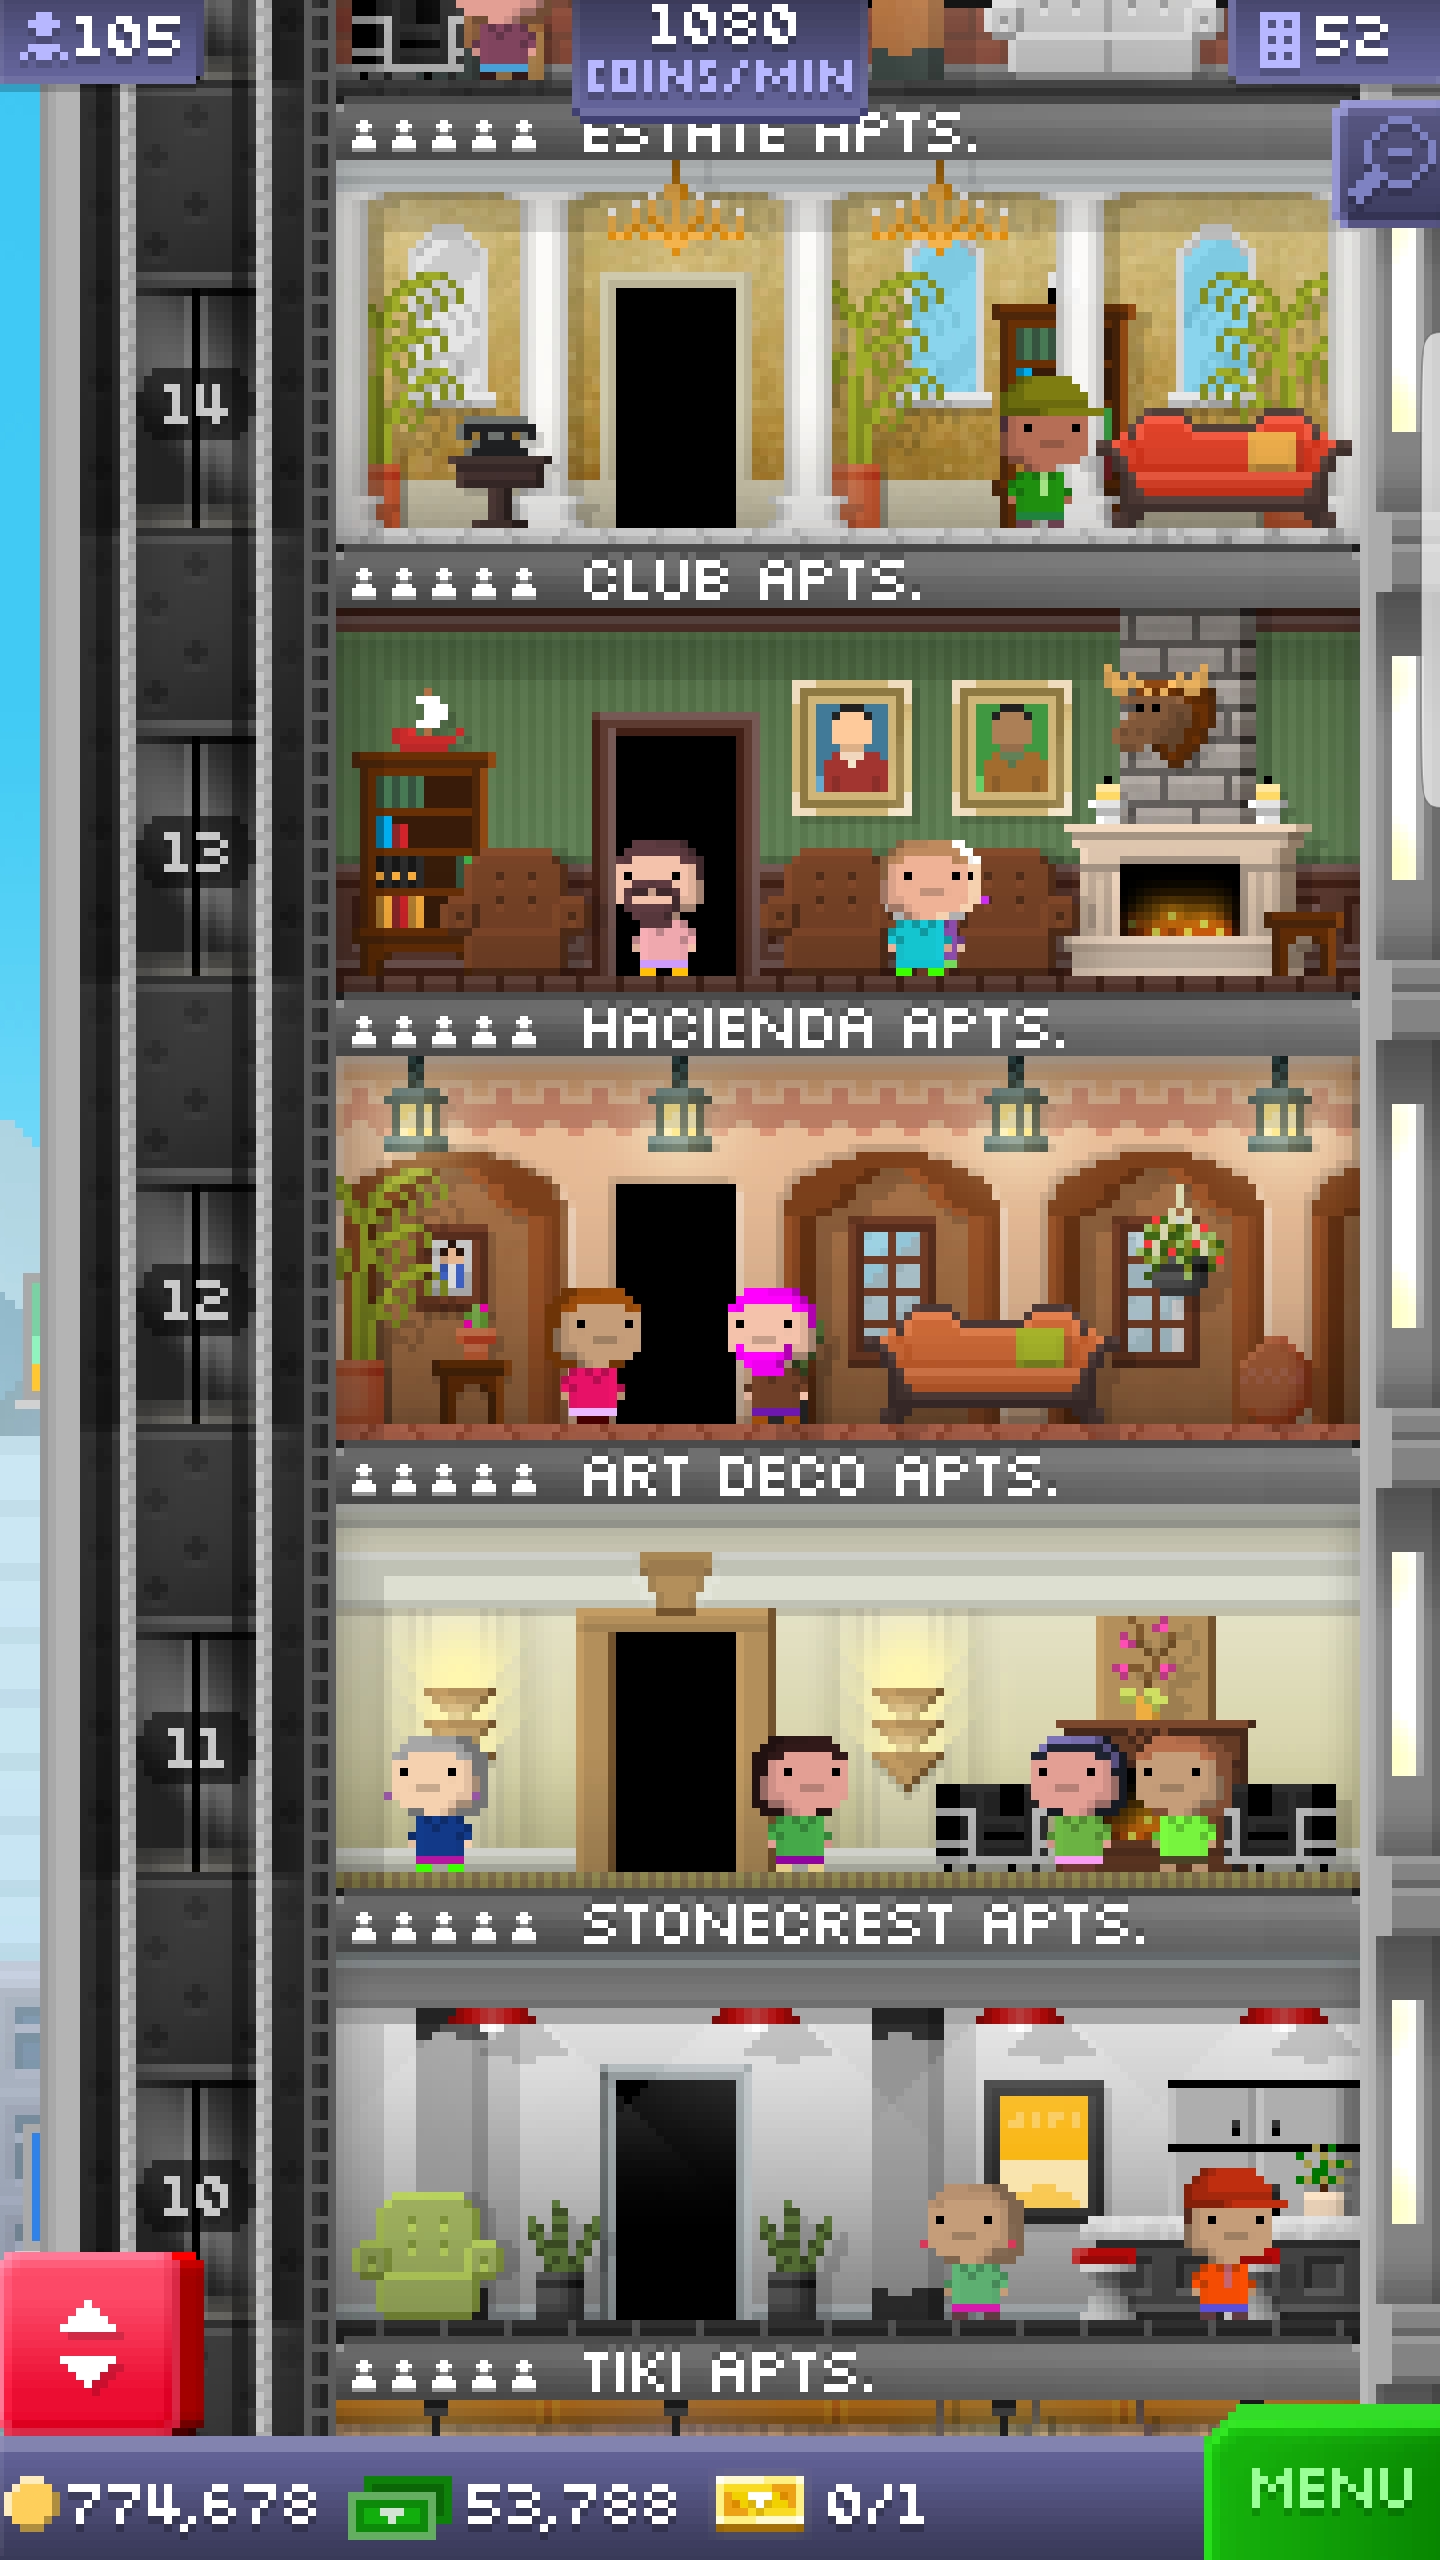 105
1080
COINS/MIN
52
ESTATE APTS.
14
CLUB APTS.
13
HACIENDA APTS.
12
ART DECO APTS.
11
STONECREST APTS.
10
TIKI APTS.
774,678 53,788 0/1
MENU